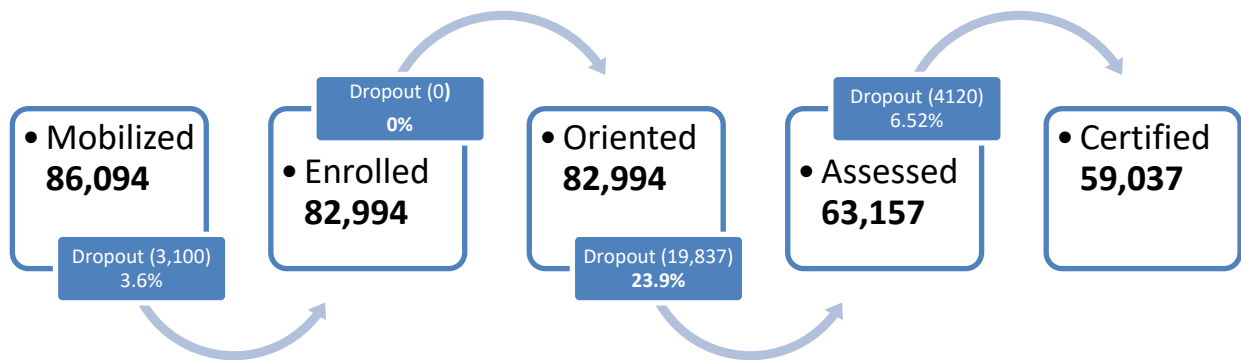 • Mobilized
86,094
Dropout (3,100)
3.6%
Dropout (0)
0%
• Enrolled
82,994
• Oriented
82,994
Dropout (19,837)
23.9%
Dropout (4120)
6.52%
• Assessed
63,157
• Certified
59,037